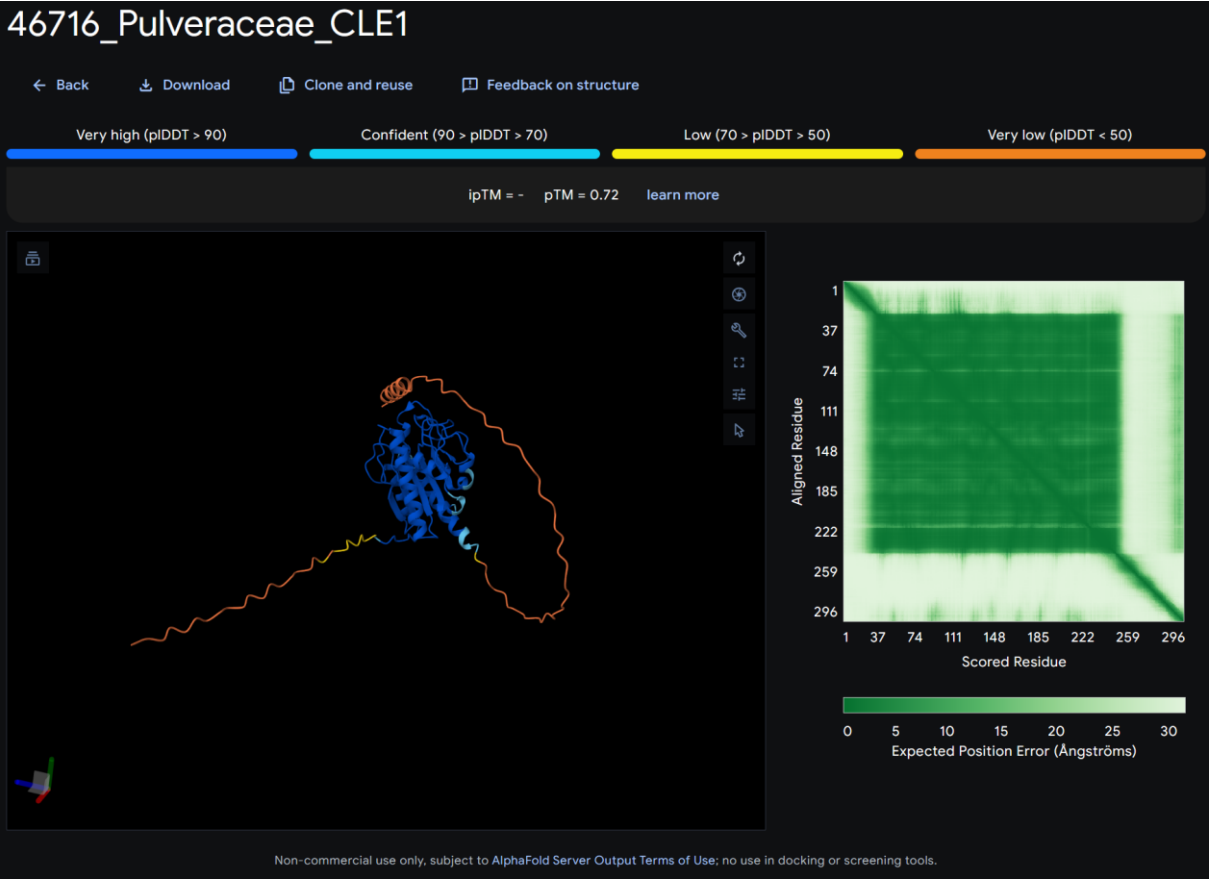 46716_Pulveraceae_CLE1
Back Download Clone and reuse Feedback on structure
Very high (plDDT > 90) Confident (90 > plDDT > 70) Low (70 > plDDT > 50) Very low (plDDT < 50)
ipTM = - pTM = 0.72 learn more
1
37
74
111
148
185
222
259
296
Aligned Residue
1 37 74 111 148 185 222 259 296
Scored Residue
0 5 10 15 20 25 30
Expected Position Error (Ångströms)
Non-commercial use only, subject to AlphaFold Server Output Terms of Use; no use in docking or screening tools.